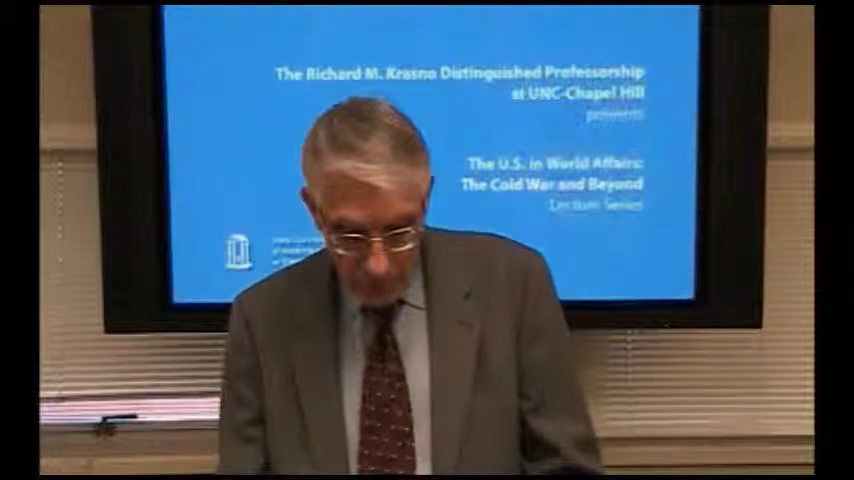 The Richard M. Krasno Distinguished Professorship
at UNC-Chapel Hill
presents
The U.S. in World Affairs:
The Cold War and Beyond
Lecture Series